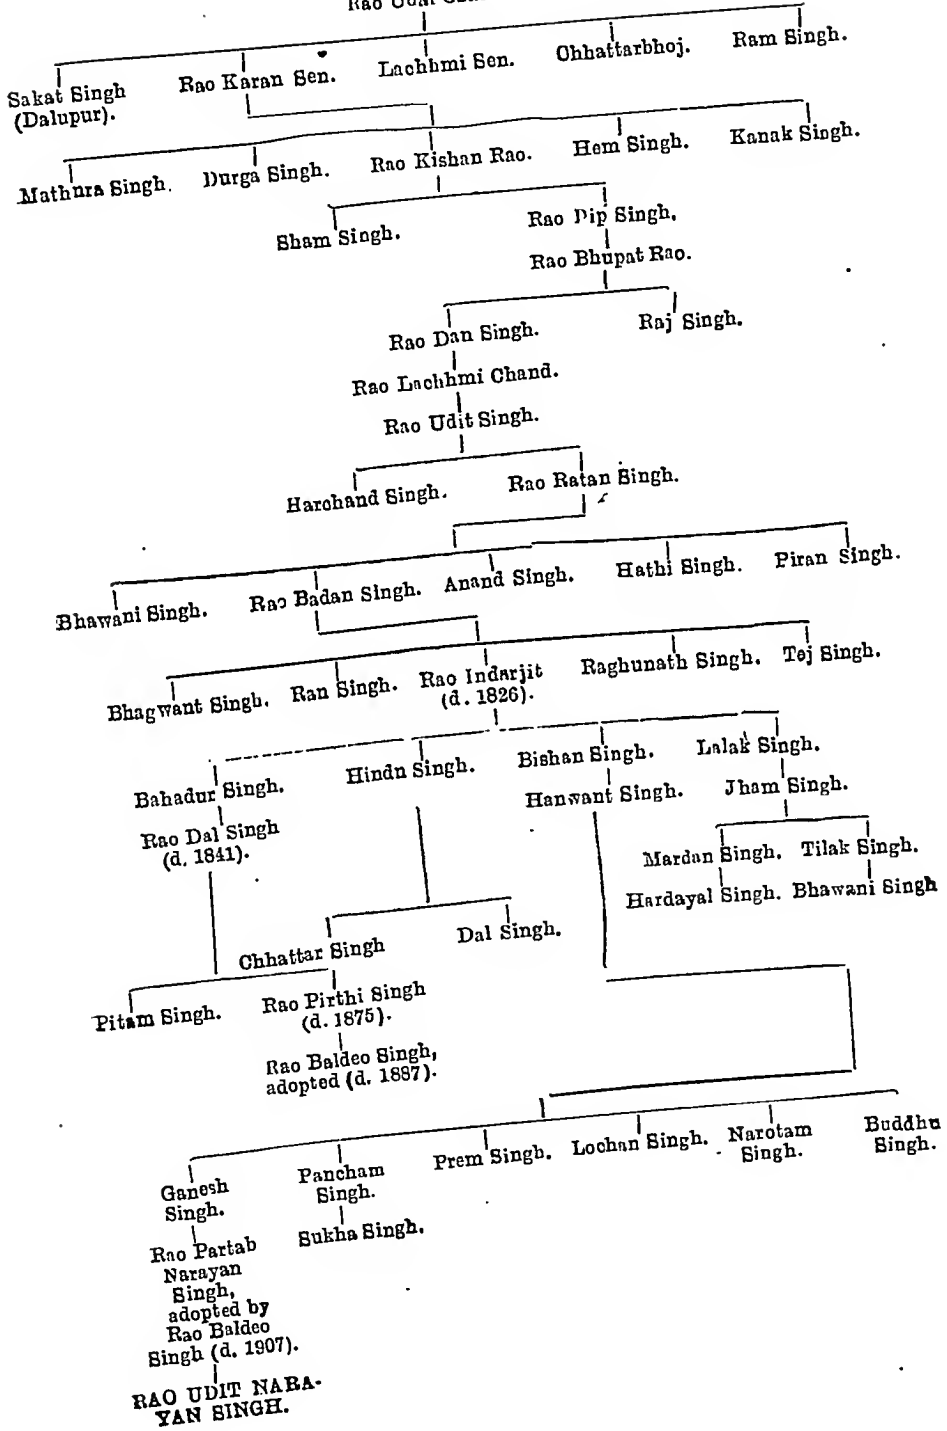 Rao
Sakat Singh
(Dalupur).
Rao Karan Sen.
Lachhmi Sen.
Chhattarbhoj.
Ram Singh.
Mathura Singh.
Durga Singh.
Rao Kishan Rao.
Hem Singh.
Kanak Singh.
Sham Singh.
Rao Dip Singh.
Rao Bhupat Rao.
Rao Dan Singh.
Raj Singh.
Rao Lachhmi Chand.
Rao Udit Singh.
Harchand Singh.
Rao Ratan Singh.
Bhawani Singh.
Rao Badan Singh.
Anand Singh.
Hathi Singh.
Piran Singh.
Bhagwant Singh.
Ran Singh.
Rao Indarjit
(d. 1826).
Raghunath Singh.
Tej Singh.
Bahadur Singh.
Hindn Singh.
Bishan Singh.
Lalak Singh.
Rao Dal Singh
(d. 1841).
Hanwant Singh.
Jham Singh.
Mardan Singh.
Tilak Singh.
Hardayal Singh.
Bhawani Singh
Chhattar Singh
Dal Singh.
Pitam Singh.
Rao Pirthi Singh
(d. 1875).
Rao Baldeo Singh,
adopted (d. 1887).
Ganesh
Singh.
Pancham
Singh.
Prem Singh.
Lochan Singh.
Narotam
Singh.
Buddhu
Singh.
Rao Partab
Narayan
Singh,
adopted by
Rao Baldeo
Singh (d. 1907).
Sukha Singh.
RAO UDIT NARA-
YAN SINGH.